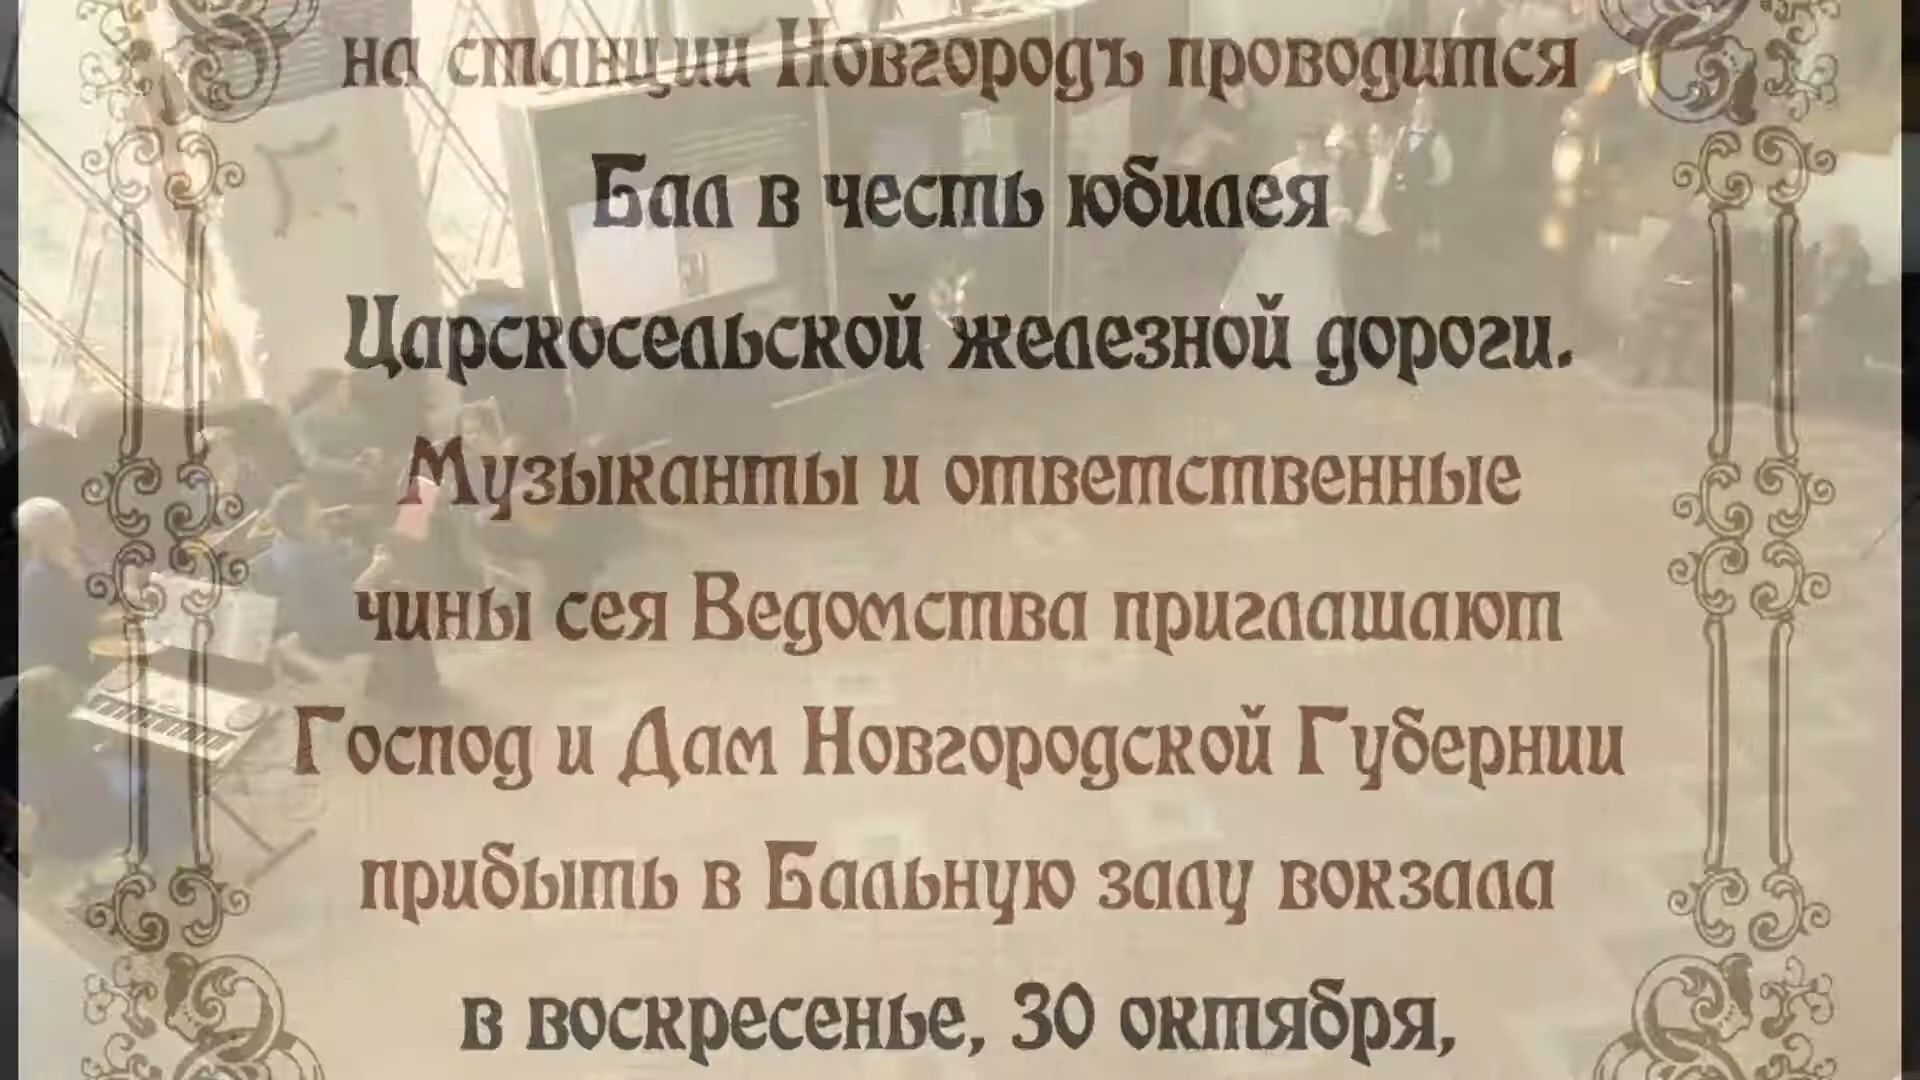 на станции Новгородъ проводится
Бал в честь юбилея
Царскосельской железной дороги.
Музыканты и ответственные
чины сея Ведомства приглашают
Господ и Дам Новгородской Губернии
прибыть в Бальную залу вокзала
в воскресенье, 30 октября,